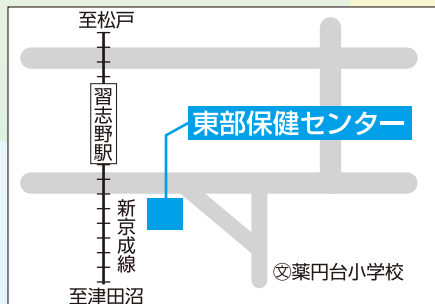 至松戸
習志野駅
東部保健センター
新京成線
㉆薬円台小学校
至津田沼